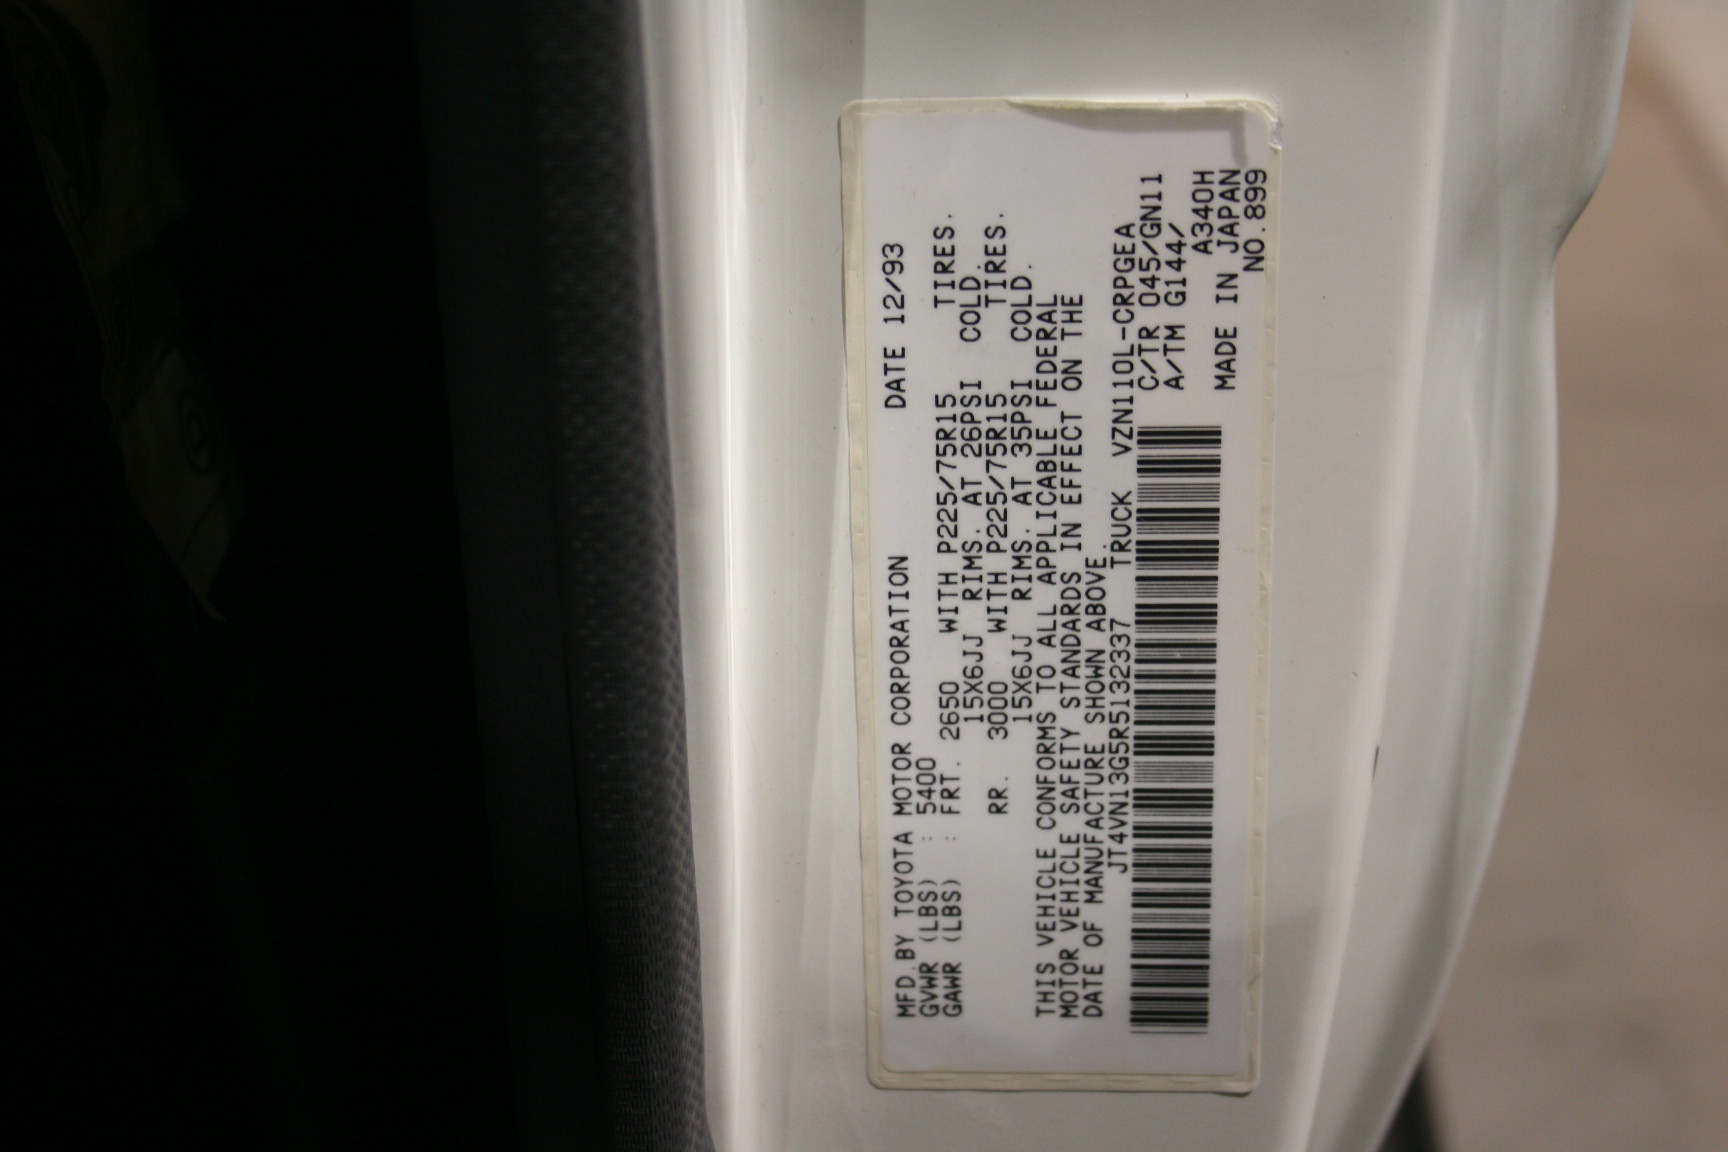 MFD.BY TOYOTA MOTOR CORPORATION DATE 12/93
GVWR (LBS) : 5400
GAWR (LBS) : FRT. 2650 WITH P225/75R15 TIRES.
15X6JJ RIMS. AT 26PSI COLD.
RR. 3000 WITH P225/75R15 TIRES.
15X6JJ RIMS. AT 35PSI COLD.
THIS VEHICLE CONFORMS TO ALL APPLICABLE FEDERAL
MOTOR VEHICLE SAFETY STANDARDS IN EFFECT ON THE
DATE OF MANUFACTURE SHOWN ABOVE.
JT4VN13G5R5132337 TRUCK VZN110L-CRPGEA
C/TR 045/GN11
A/TM G144/
A340H
MADE IN JAPAN
NO.899